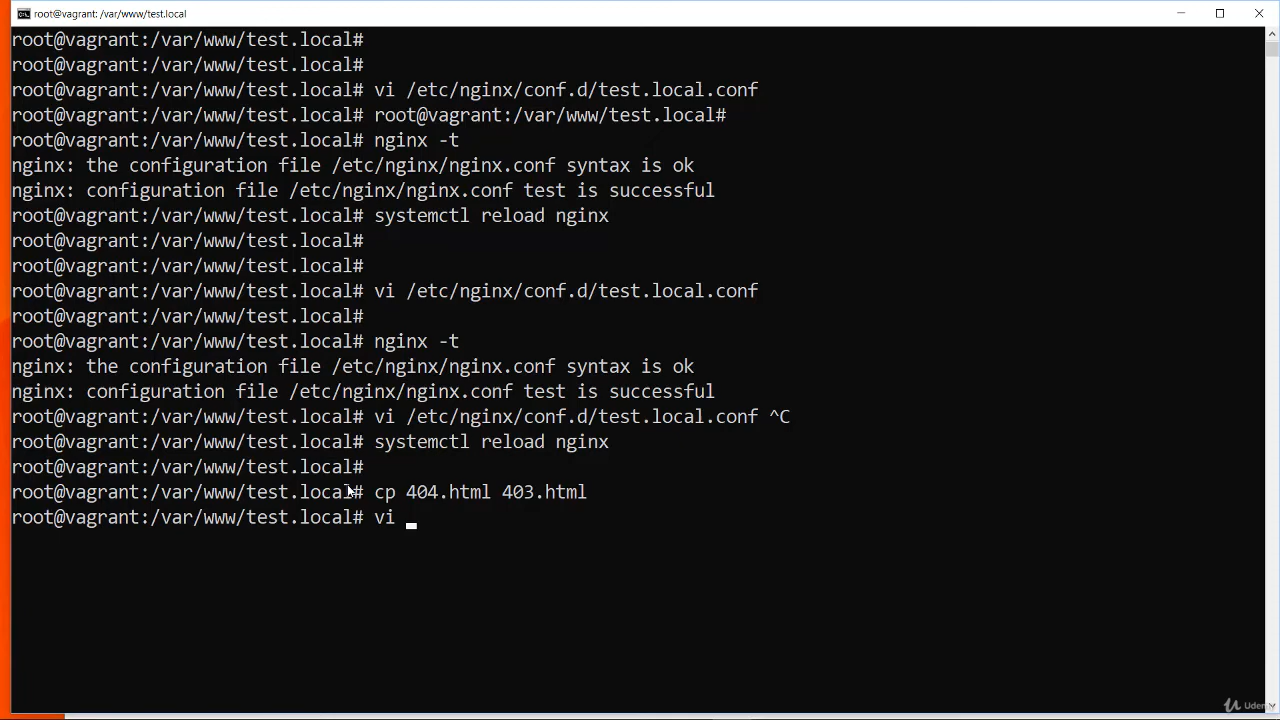 root@vagrant: /var/www/test.local
root@vagrant:/var/www/test.local#
root@vagrant:/var/www/test.local#
root@vagrant:/var/www/test.local# vi /etc/nginx/conf.d/test.local.conf
root@vagrant:/var/www/test.local# root@vagrant:/var/www/test.local#
root@vagrant:/var/www/test.local# nginx -t
nginx: the configuration file /etc/nginx/nginx.conf syntax is ok
nginx: configuration file /etc/nginx/nginx.conf test is successful
root@vagrant:/var/www/test.local# systemctl reload nginx
root@vagrant:/var/www/test.local#
root@vagrant:/var/www/test.local#
root@vagrant:/var/www/test.local# vi /etc/nginx/conf.d/test.local.conf
root@vagrant:/var/www/test.local#
root@vagrant:/var/www/test.local# nginx -t
nginx: the configuration file /etc/nginx/nginx.conf syntax is ok
nginx: configuration file /etc/nginx/nginx.conf test is successful
root@vagrant:/var/www/test.local# vi /etc/nginx/conf.d/test.local.conf ^C
root@vagrant:/var/www/test.local# systemctl reload nginx
root@vagrant:/var/www/test.local#
root@vagrant:/var/www/test.local# cp 404.html 403.html
root@vagrant:/var/www/test.local# vi